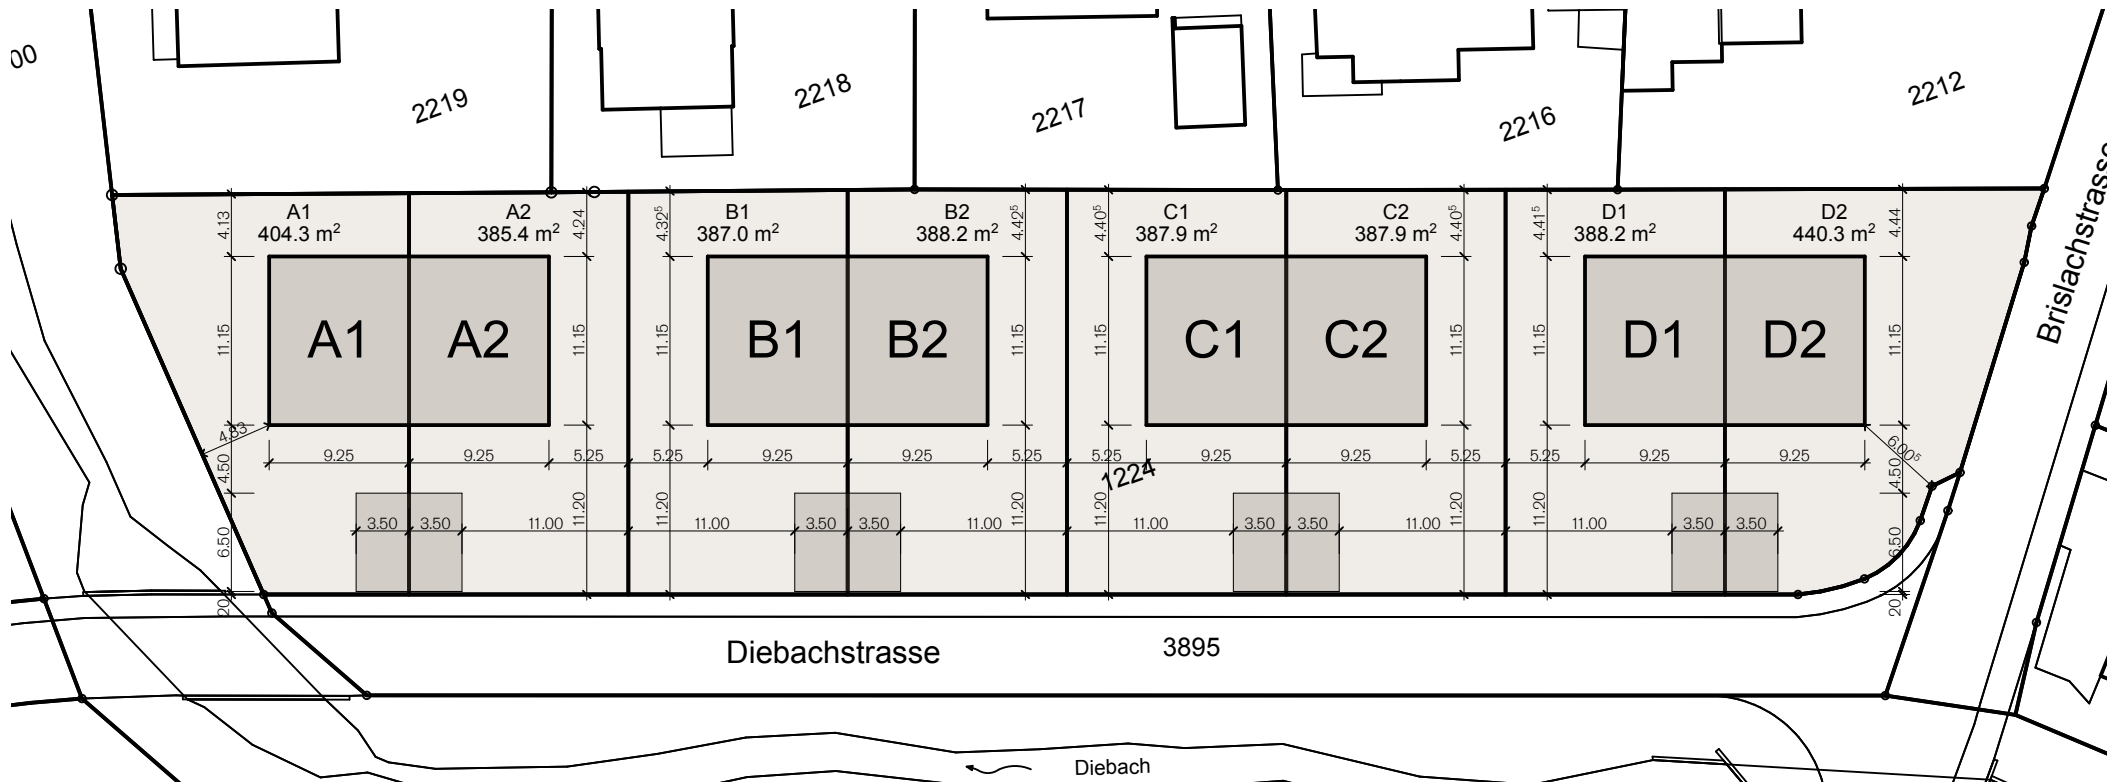 00
2219
2218
2217
2216
2212
Brislachstrasse
A1
404.3 m²
A2
385.4 m²
B1
387.0 m²
B2
388.2 m²
C1
387.9 m²
C2
387.9 m²
D1
388.2 m²
D2
440.3 m²
4.13
4.24
4.32⁵
4.42⁵
4.40⁵
4.40⁵
4.41⁵
4.44
A1
A2
B1
B2
C1
C2
D1
D2
11.15
11.15
11.15
11.15
11.15
11.15
11.15
11.15
4.83
6.00⁵
9.25
9.25
5.25
5.25
9.25
9.25
5.25
5.25
9.25
9.25
5.25
5.25
9.25
9.25
4.50
4.50
1224
11.20
11.20
11.20
11.20
11.20
11.20
3.50
3.50
11.00
11.00
3.50
3.50
11.00
11.00
3.50
3.50
11.00
11.00
3.50
3.50
6.50
6.50
20
20
Diebachstrasse
3895
Diebach